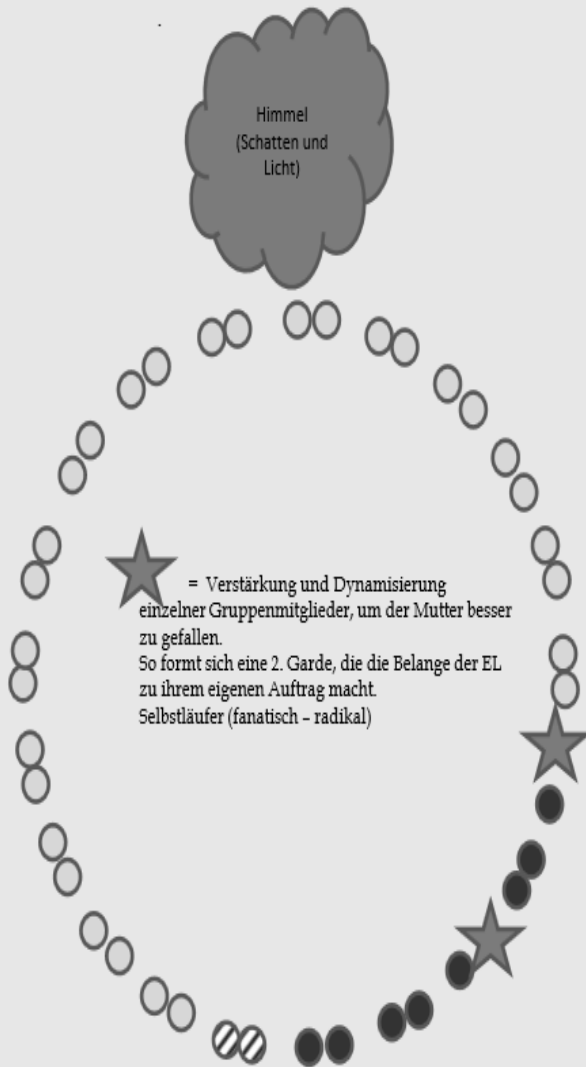 Himmel
(Schatten und
Licht)
= Verstärkung und Dynamisierung
einzelner Gruppenmitglieder, um der Mutter besser
zu gefallen.
So formt sich eine 2. Garde, die die Belange der EL
zu ihrem eigenen Auftrag macht.
Selbstläufer (fanatisch – radikal)